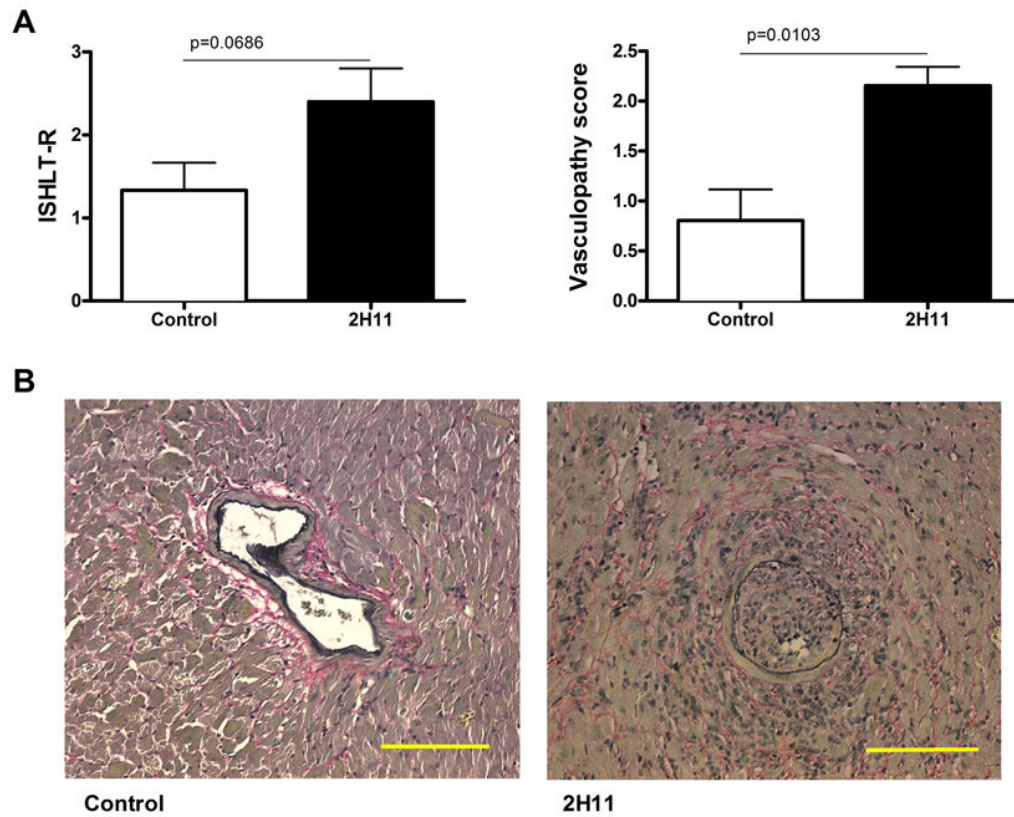 A
p=0.0686
ISHLT-R
3
2
1
0
Control
2H11
p=0.0103
Vasculopathy score
2.5
2.0
1.5
1.0
0.5
0.0
Control
2H11
B
Control
2H11